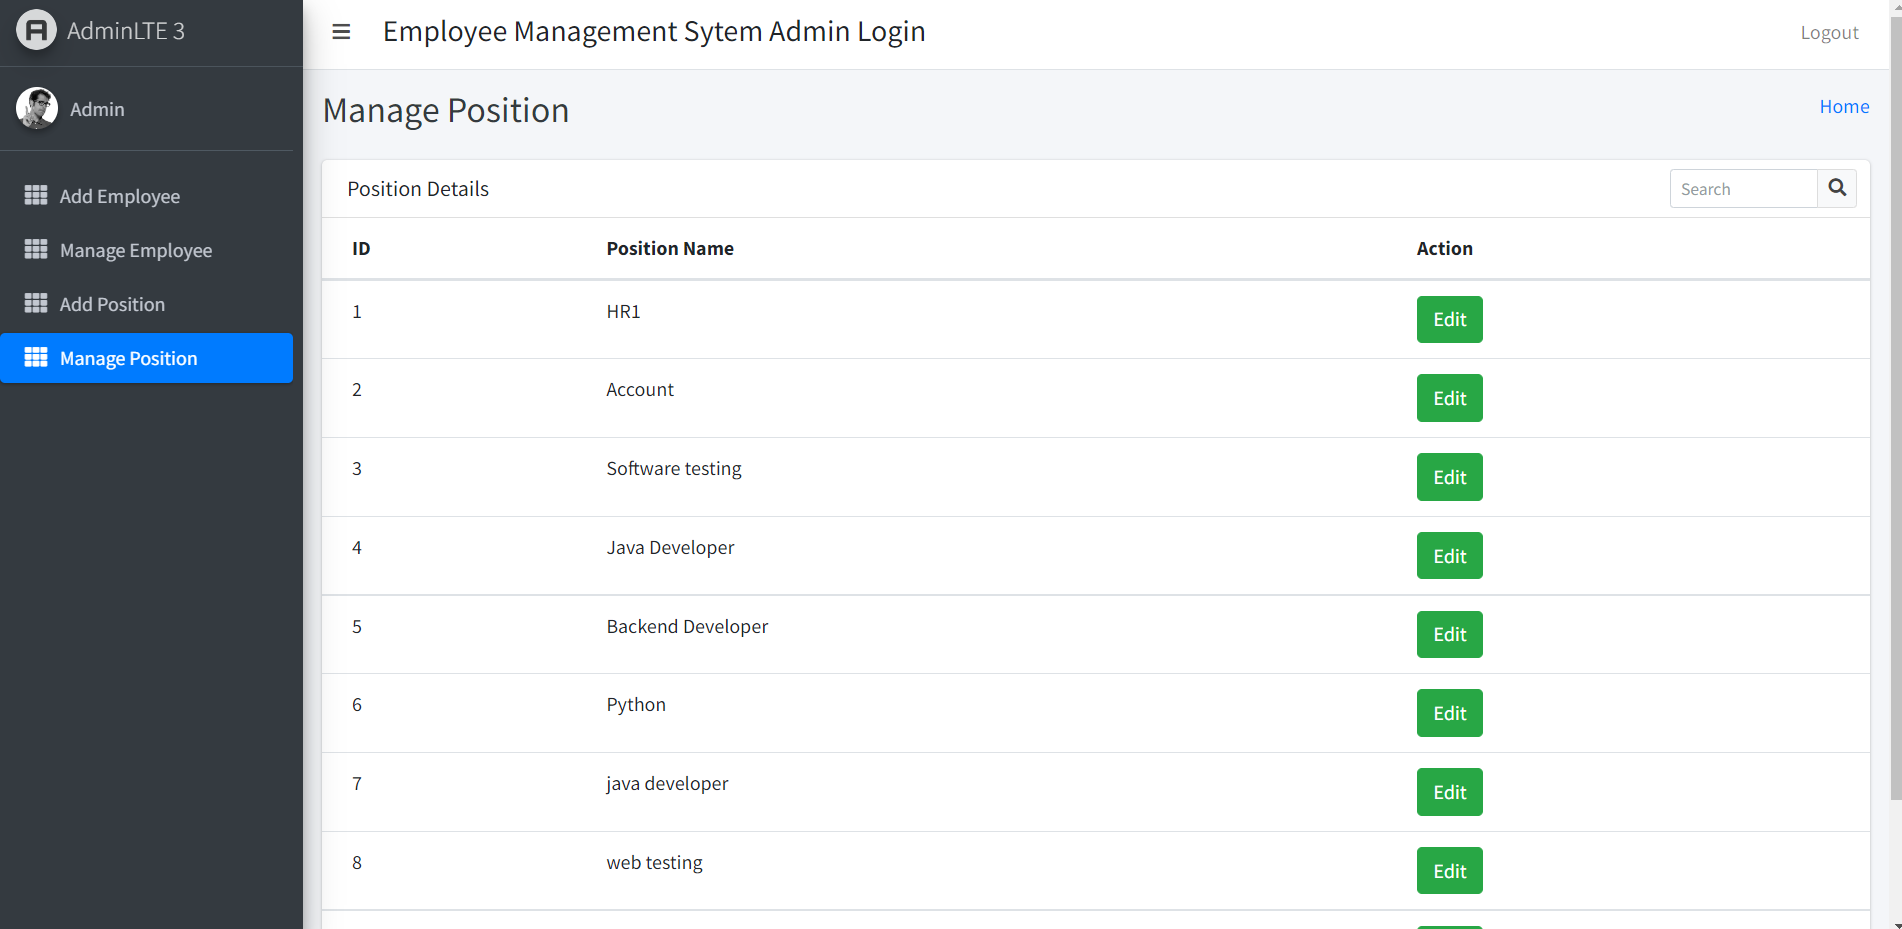 AdminLTE 3
Employee Management Sytem Admin Login
Logout
Admin
Manage Position
Home
Add Employee
Manage Employee
Add Position
Manage Position
Position Details
Search
ID Position Name Action
1 HR1 Edit
2 Account Edit
3 Software testing Edit
4 Java Developer Edit
5 Backend Developer Edit
6 Python Edit
7 java developer Edit
8 web testing Edit